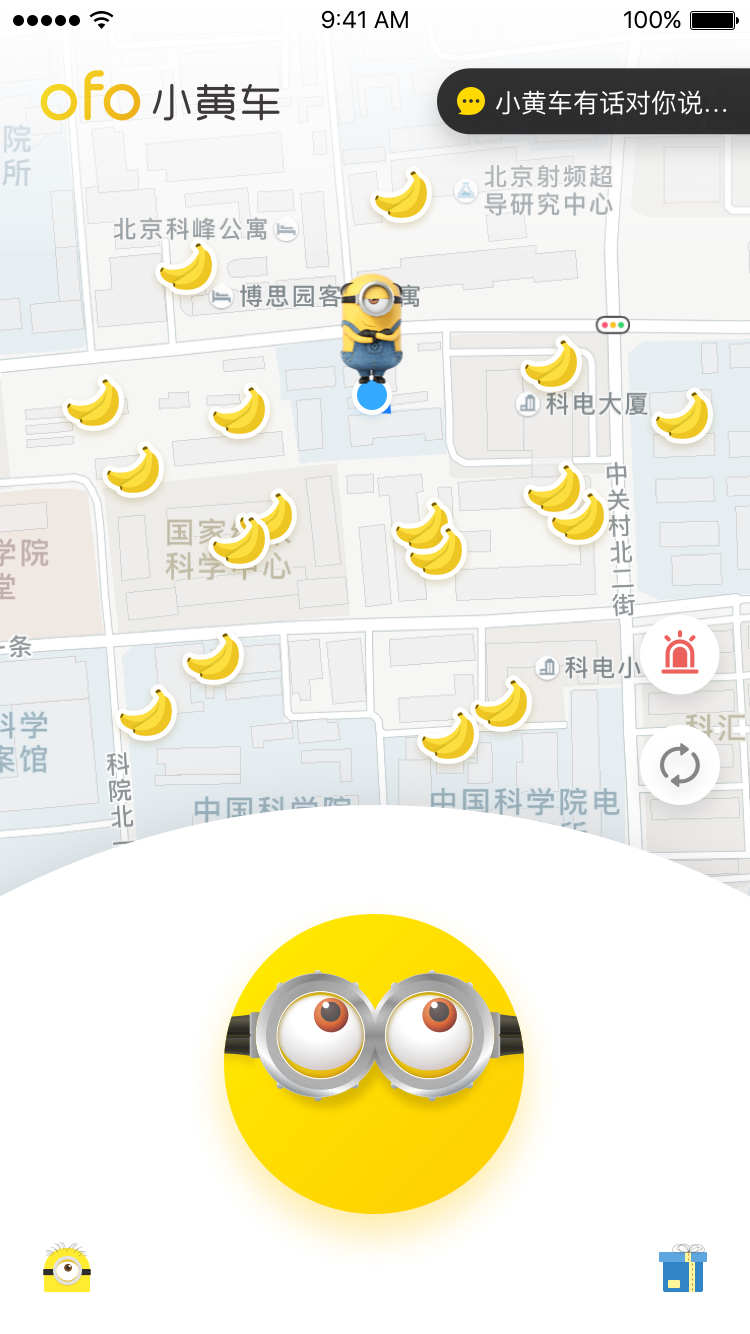 9:41 AM
100%
ofo 小黄车
小黄车有话对你说...
院
所
北京射频超
导研究中心
北京科峰公寓
博思园客
寓
科电大厦
中关村北二街
国家
科学中心
学院
堂
条
科电小
科学
案馆
科汇
科院北一
中国科学院
中国科学院电
所